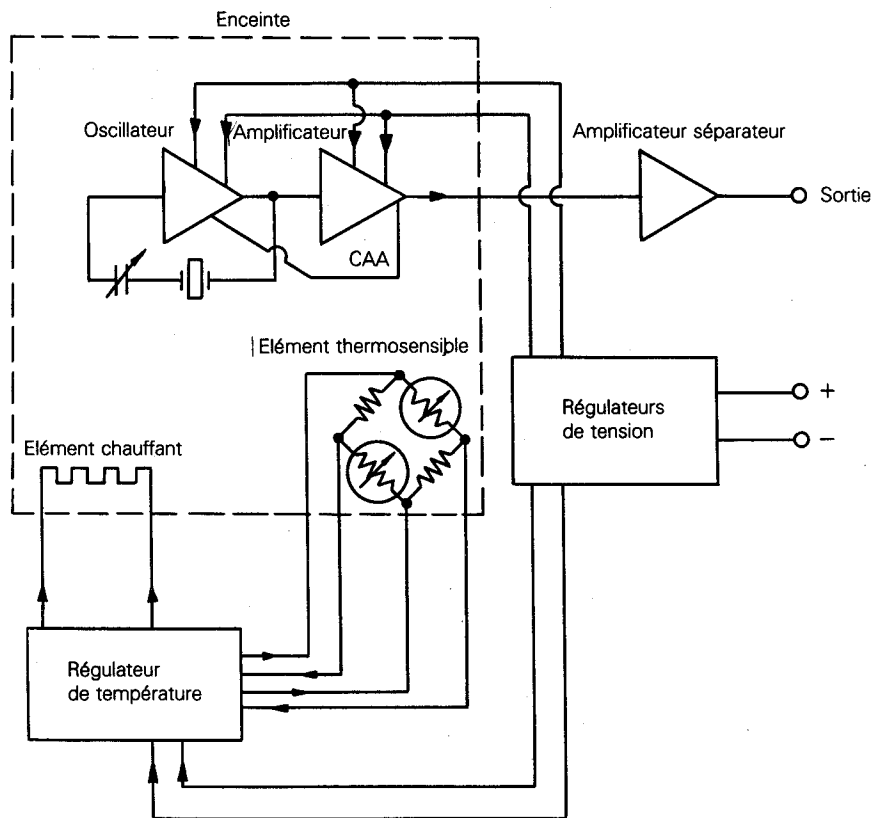 Enceinte
Oscillateur
Amplificateur
Amplificateur séparateur
Sortie
CAA
Elément thermosensible
Régulateurs
de tension
+
−
Elément chauffant
Régulateur
de température